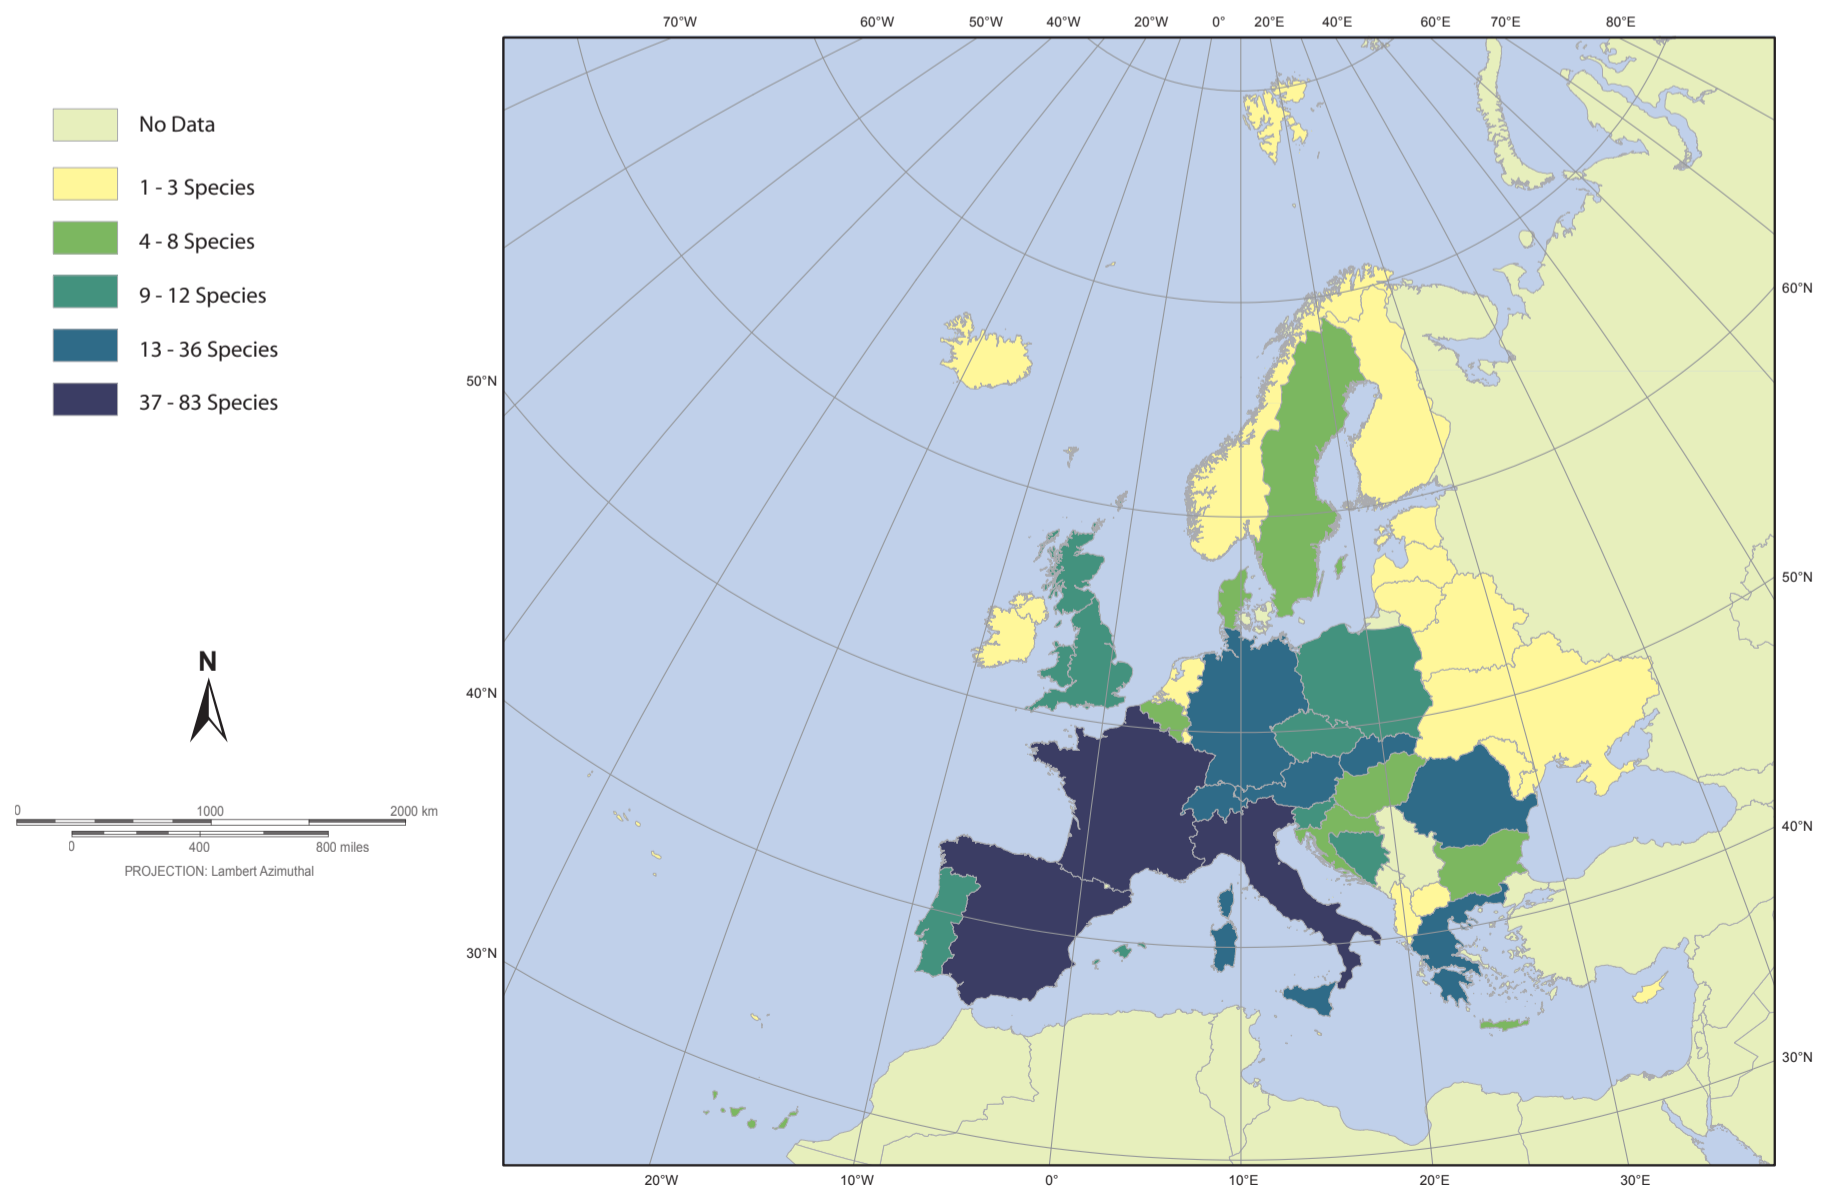 70°W 60°W 50°W 40°W 20°W 0° 20°E 40°E 60°E 70°E 80°E
No Data
1 - 3 Species
4 - 8 Species
9 - 12 Species
13 - 36 Species
37 - 83 Species
60°N
50°N
50°N
N
40°N
0 1000 2000 km
40°N
0 400 800 miles
PROJECTION: Lambert Azimuthal
30°N
30°N
20°W 10°W 0° 10°E 20°E 30°E